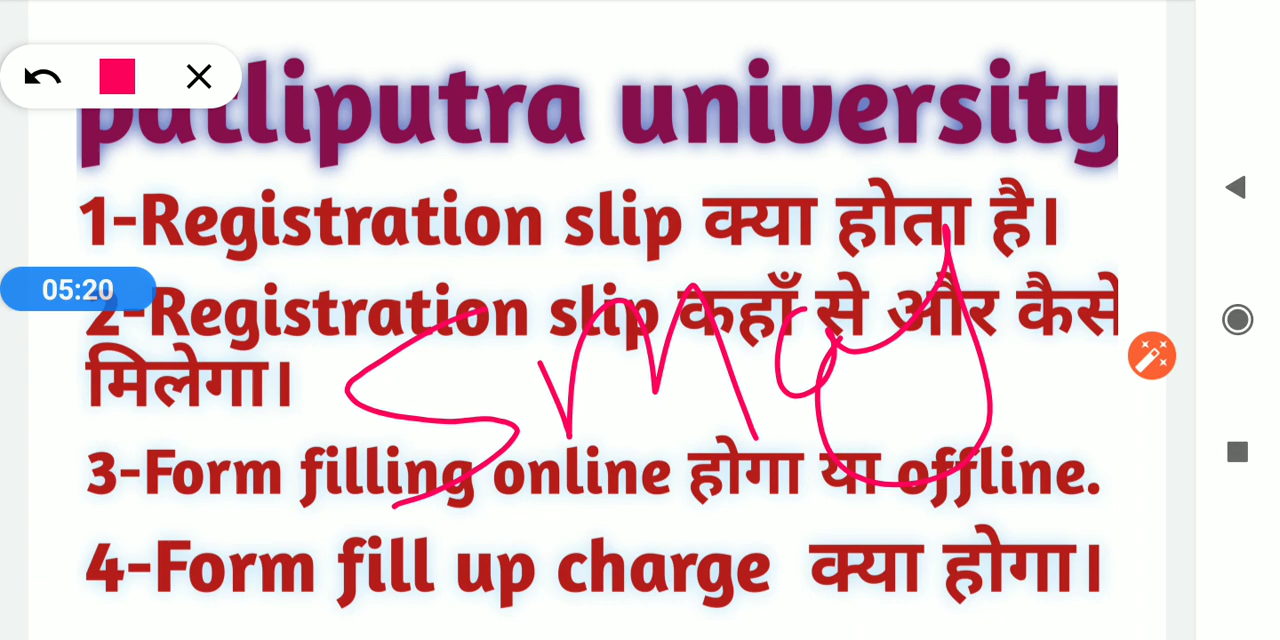 patliputra university
1-Registration slip क्या होता है।
05:20
2-Registration slip कहाँ से और कैसे
मिलेगा।
3-Form filling online होगा या offline.
4-Form fill up charge क्या होगा।